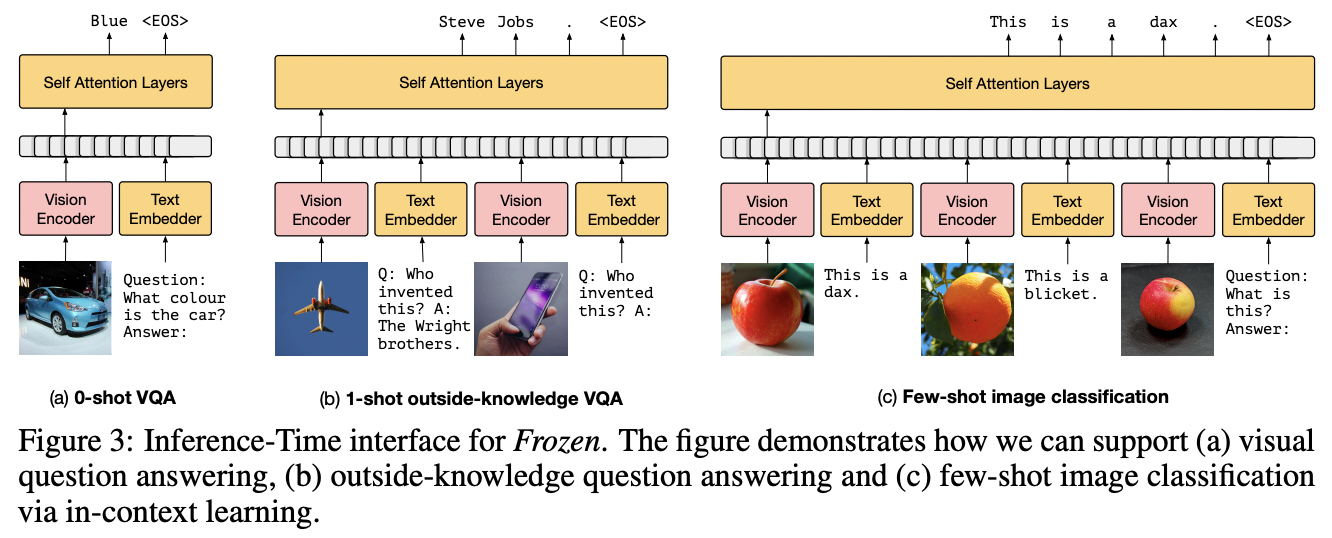 Blue <EOS>
Self Attention Layers
Vision
Encoder
Text
Embedder
Question:
What colour
is the car?
Answer:
(a) 0-shot VQA
Steve Jobs . <EOS>
Self Attention Layers
Vision
Encoder
Text
Embedder
Vision
Encoder
Text
Embedder
Q: Who
invented
this? A:
The Wright
brothers.
Q: Who
invented
this? A:
(b) 1-shot outside-knowledge VQA
This is a dax . <EOS>
Self Attention Layers
Vision
Encoder
Text
Embedder
Vision
Encoder
Text
Embedder
Vision
Encoder
Text
Embedder
This is a
dax.
This is a
blicket.
Question:
What is
this?
Answer:
(c) Few-shot image classification
Figure 3: Inference-Time interface for Frozen. The figure demonstrates how we can support (a) visual
question answering, (b) outside-knowledge question answering and (c) few-shot image classification
via in-context learning.